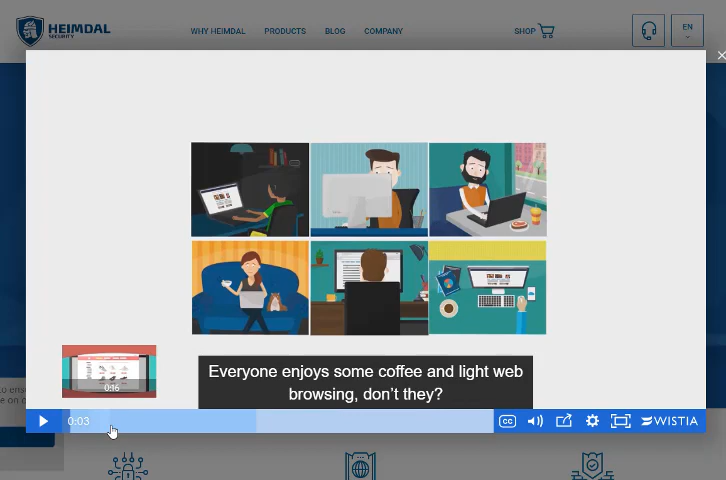 HEIMDAL
SECURITY
WHY HEIMDAL
PRODUCTS
BLOG
COMPANY
SHOP
EN
Everyone enjoys some coffee and light web
browsing, don't they?
0:16
0:03
CC
WISTIA